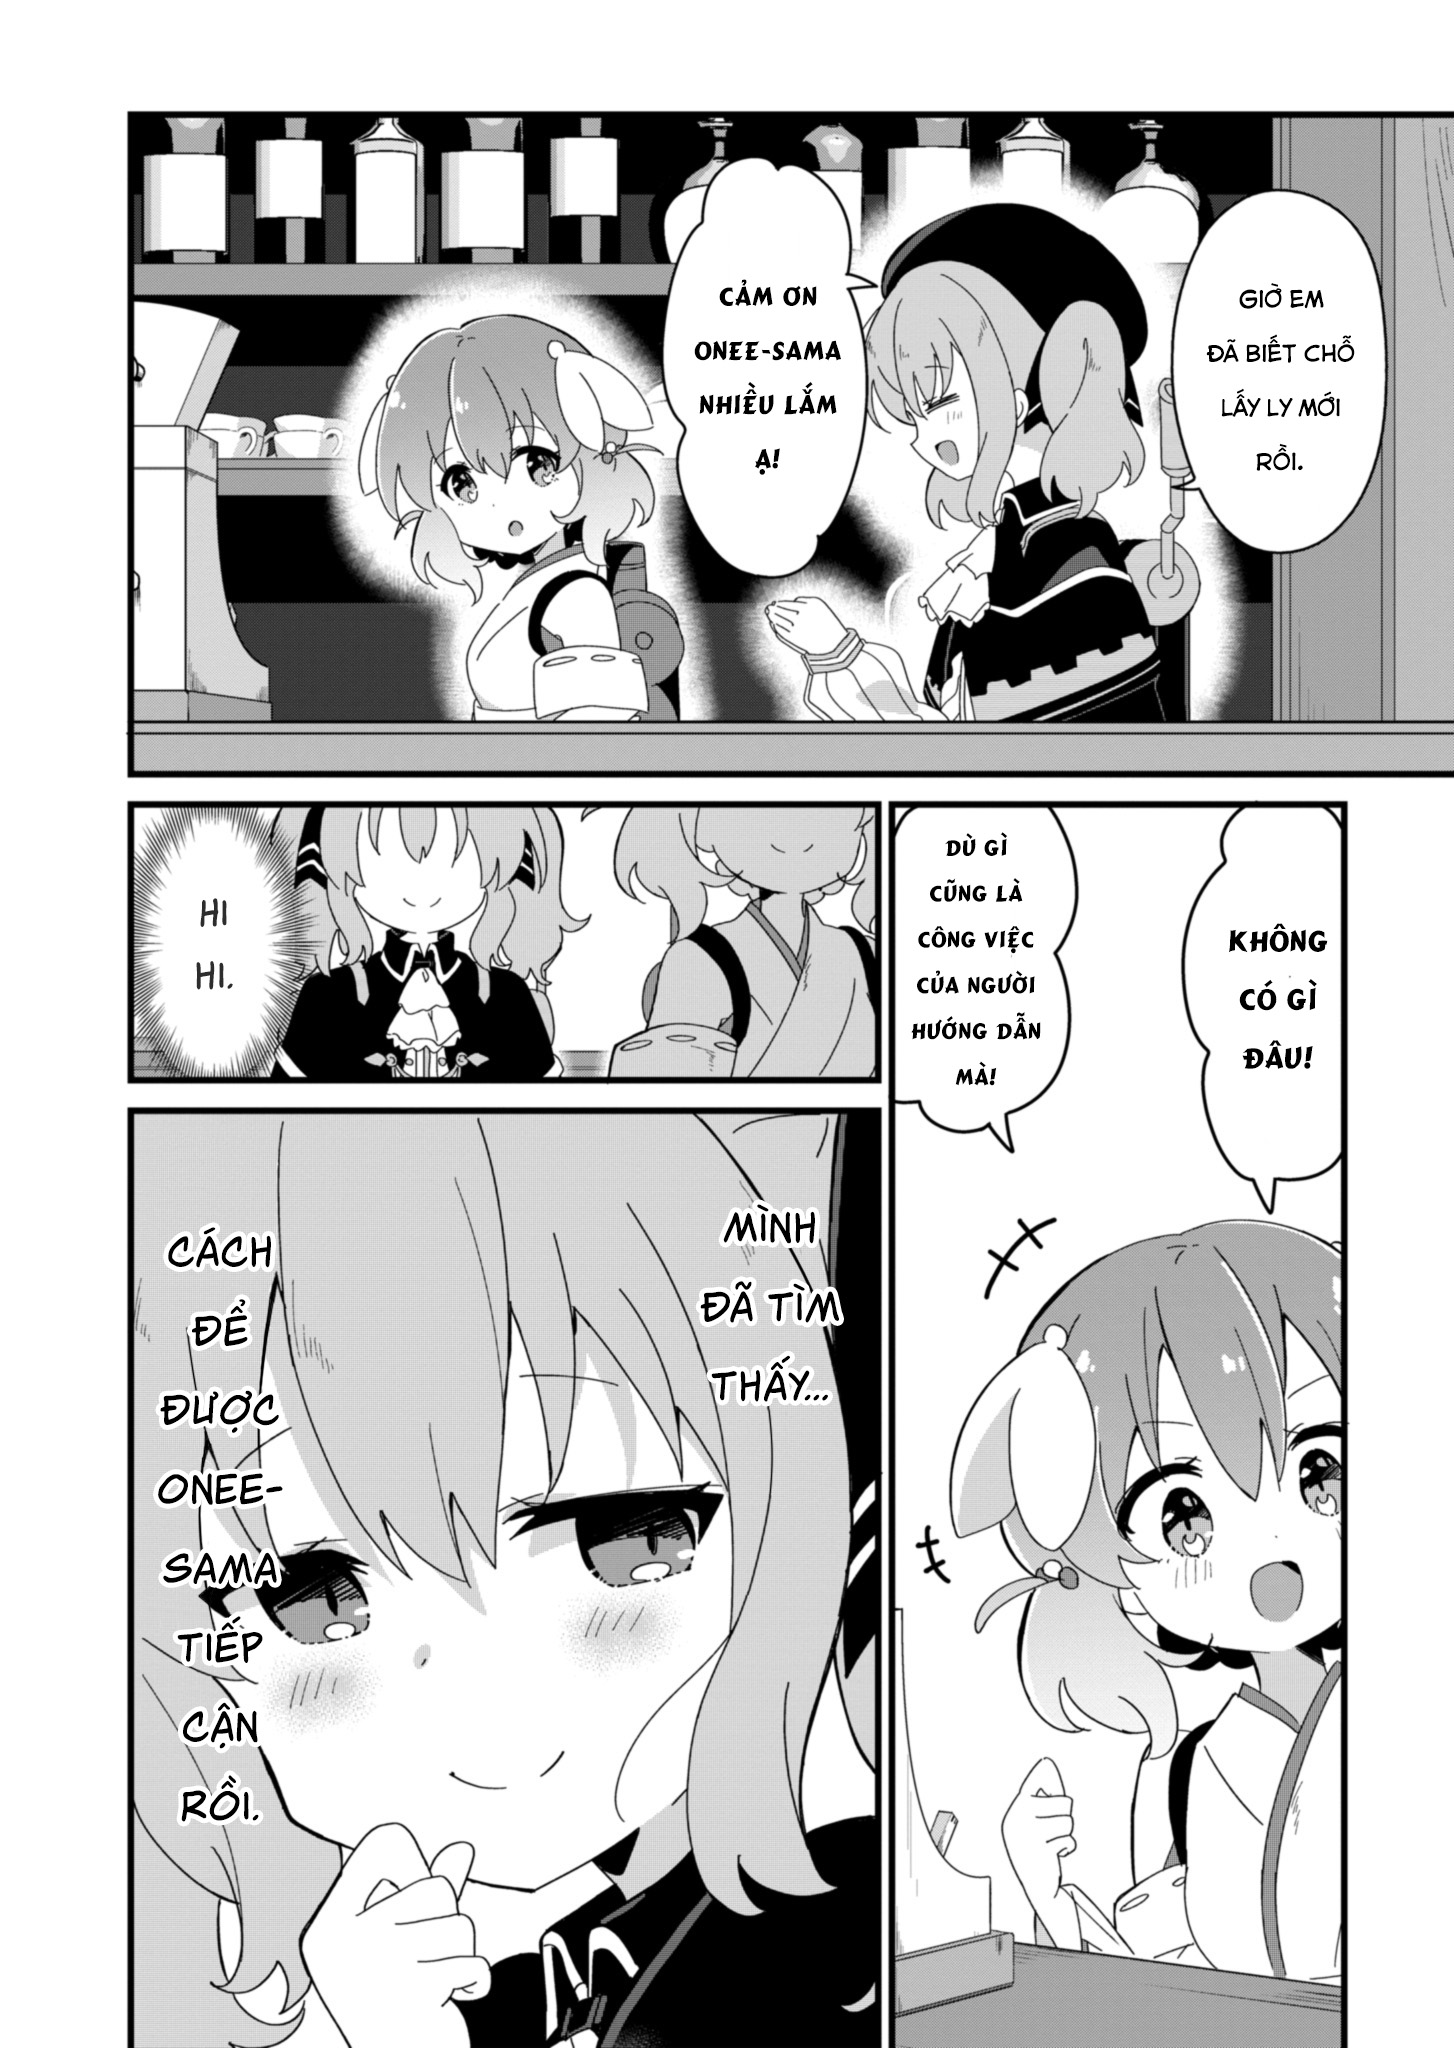 GIỜ EM
ĐÃ BIẾT CHỖ
LẤY LY MỚI
RỒI.
CẢM ƠN
ONEE-SAMA
NHIỀU LẮM
Ạ!
KHÔNG
CÓ GÌ
ĐÂU!
DÙ GÌ
CŨNG LÀ
CÔNG VIỆC
CỦA NGƯỜI
HƯỚNG DẪN
MÀ!
HI
HI.
MÌNH
ĐÃ TÌM
THẤY...
CÁCH
ĐỂ
ĐƯỢC
ONEE-
SAMA
TIẾP
CẬN
RỒI.